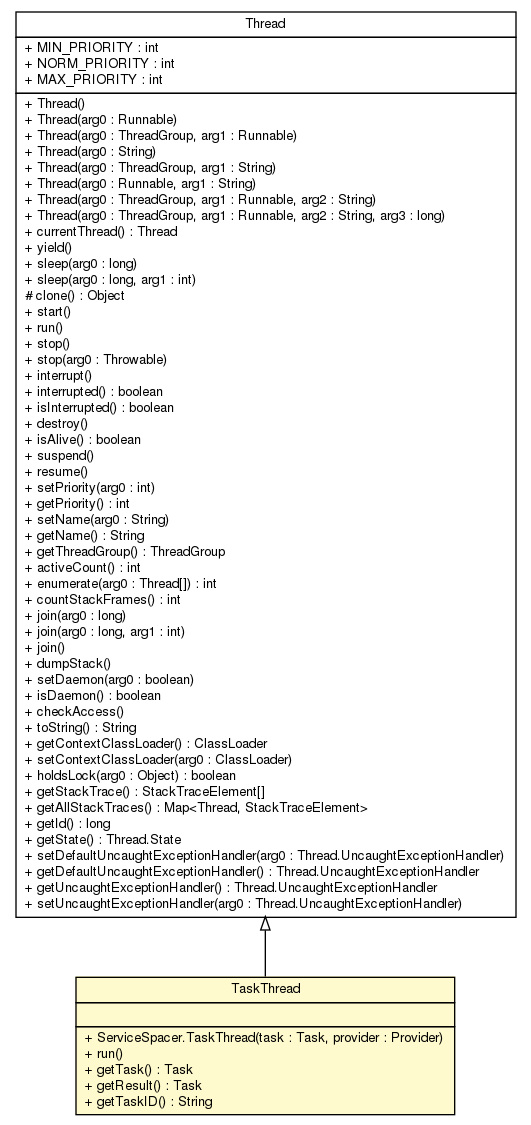 Thread
+ MIN_PRIORITY : int
+ NORM_PRIORITY : int
+ MAX_PRIORITY : int
+ Thread()
+ Thread(arg0 : Runnable)
+ Thread(arg0 : ThreadGroup, arg1 : Runnable)
+ Thread(arg0 : String)
+ Thread(arg0 : ThreadGroup, arg1 : String)
+ Thread(arg0 : Runnable, arg1 : String)
+ Thread(arg0 : ThreadGroup, arg1 : Runnable, arg2 : String)
+ Thread(arg0 : ThreadGroup, arg1 : Runnable, arg2 : String, arg3 : long)
+ currentThread() : Thread
+ yield()
+ sleep(arg0 : long)
+ sleep(arg0 : long, arg1 : int)
# clone() : Object
+ start()
+ run()
+ stop()
+ stop(arg0 : Throwable)
+ interrupt()
+ interrupted() : boolean
+ isInterrupted() : boolean
+ destroy()
+ isAlive() : boolean
+ suspend()
+ resume()
+ setPriority(arg0 : int)
+ getPriority() : int
+ setName(arg0 : String)
+ getName() : String
+ getThreadGroup() : ThreadGroup
+ activeCount() : int
+ enumerate(arg0 : Thread[]) : int
+ countStackFrames() : int
+ join(arg0 : long)
+ join(arg0 : long, arg1 : int)
+ join()
+ dumpStack()
+ setDaemon(arg0 : boolean)
+ isDaemon() : boolean
+ checkAccess()
+ toString() : String
+ getContextClassLoader() : ClassLoader
+ setContextClassLoader(arg0 : ClassLoader)
+ holdsLock(arg0 : Object) : boolean
+ getStackTrace() : StackTraceElement[]
+ getAllStackTraces() : Map<Thread, StackTraceElement>
+ getId() : long
+ getState() : Thread.State
+ setDefaultUncaughtExceptionHandler(arg0 : Thread.UncaughtExceptionHandler)
+ getDefaultUncaughtExceptionHandler() : Thread.UncaughtExceptionHandler
+ getUncaughtExceptionHandler() : Thread.UncaughtExceptionHandler
+ setUncaughtExceptionHandler(arg0 : Thread.UncaughtExceptionHandler)
TaskThread
+ ServiceSpacer.TaskThread(task : Task, provider : Provider)
+ run()
+ getTask() : Task
+ getResult() : Task
+ getTaskID() : String